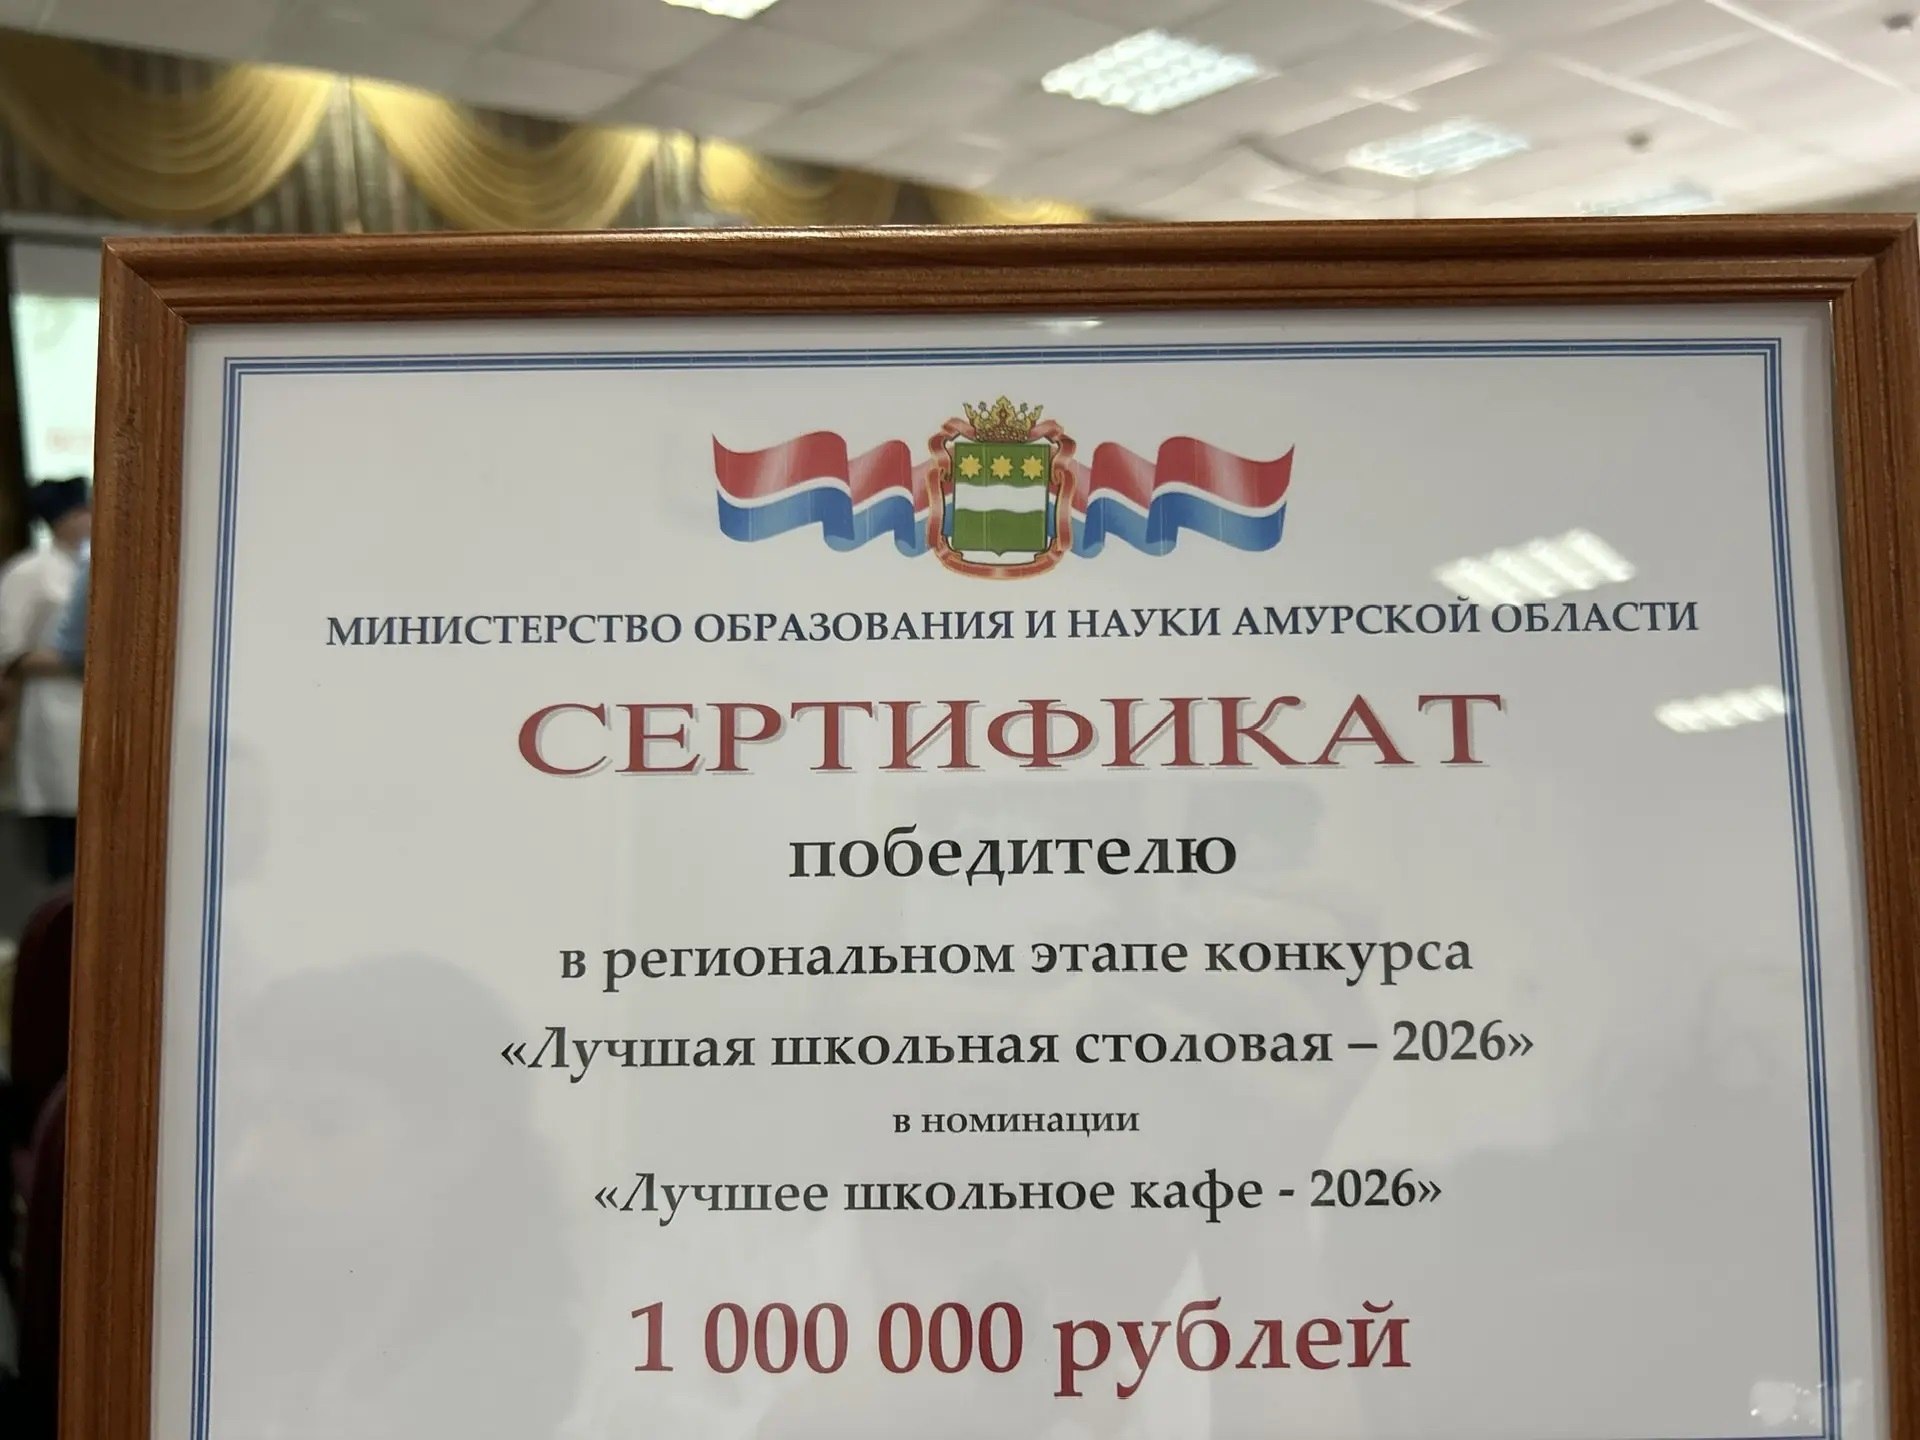 МИНИСТЕРСТВО ОБРАЗОВАНИЯ И НАУКИ АМУРСКОЙ ОБЛАСТИ
СЕРТИФИКАТ
победителю
в региональном этапе конкурса
«Лучшая школьная столовая – 2026»
в номинации
«Лучшее школьное кафе - 2026»
1 000 000 рублей